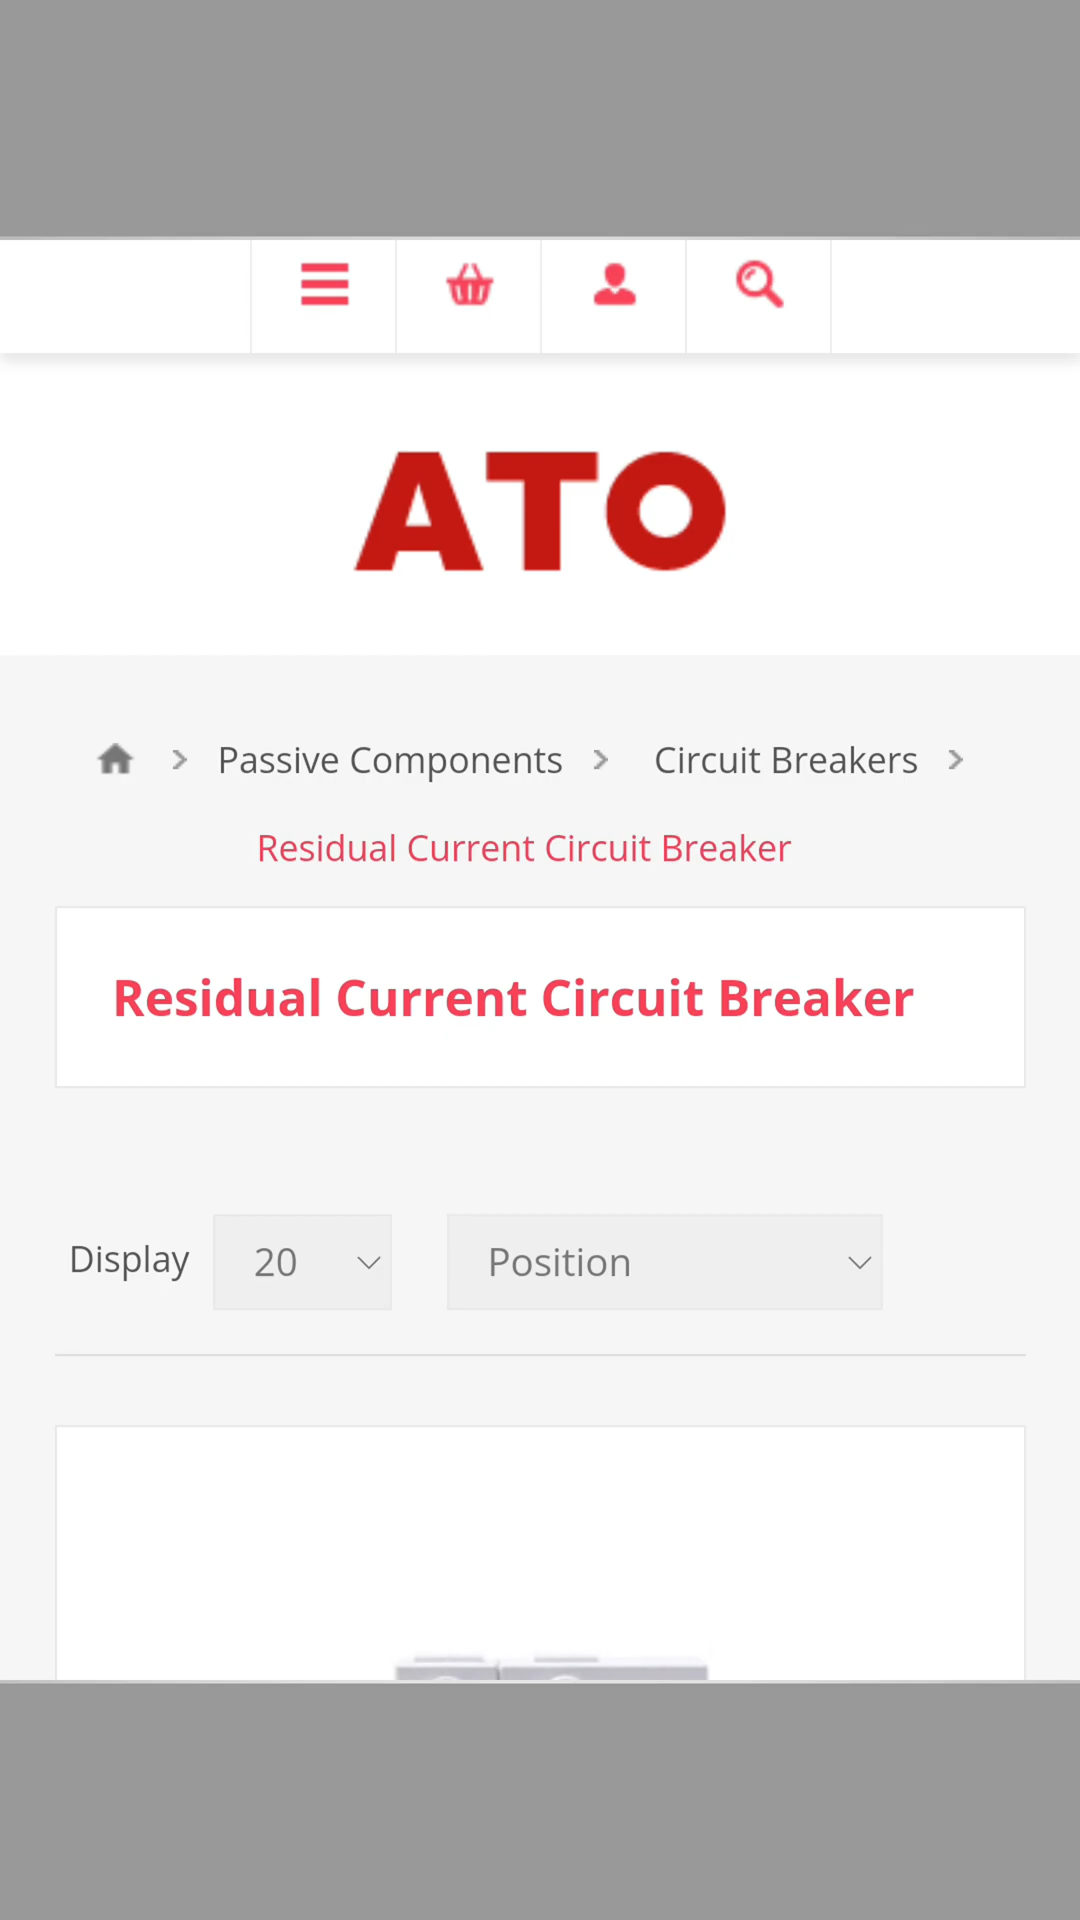 ATO
Passive Components Circuit Breakers
Residual Current Circuit Breaker
Residual Current Circuit Breaker
Display 20 Position